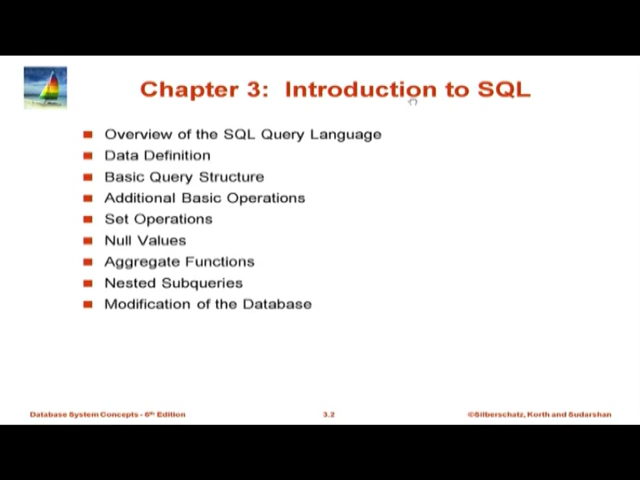 Chapter 3: Introduction to SQL
Overview of the SQL Query Language
Data Definition
Basic Query Structure
Additional Basic Operations
Set Operations
Null Values
Aggregate Functions
Nested Subqueries
Modification of the Database
Database System Concepts - 6th Edition
3.2
©Silberschatz, Korth and Sudarshan